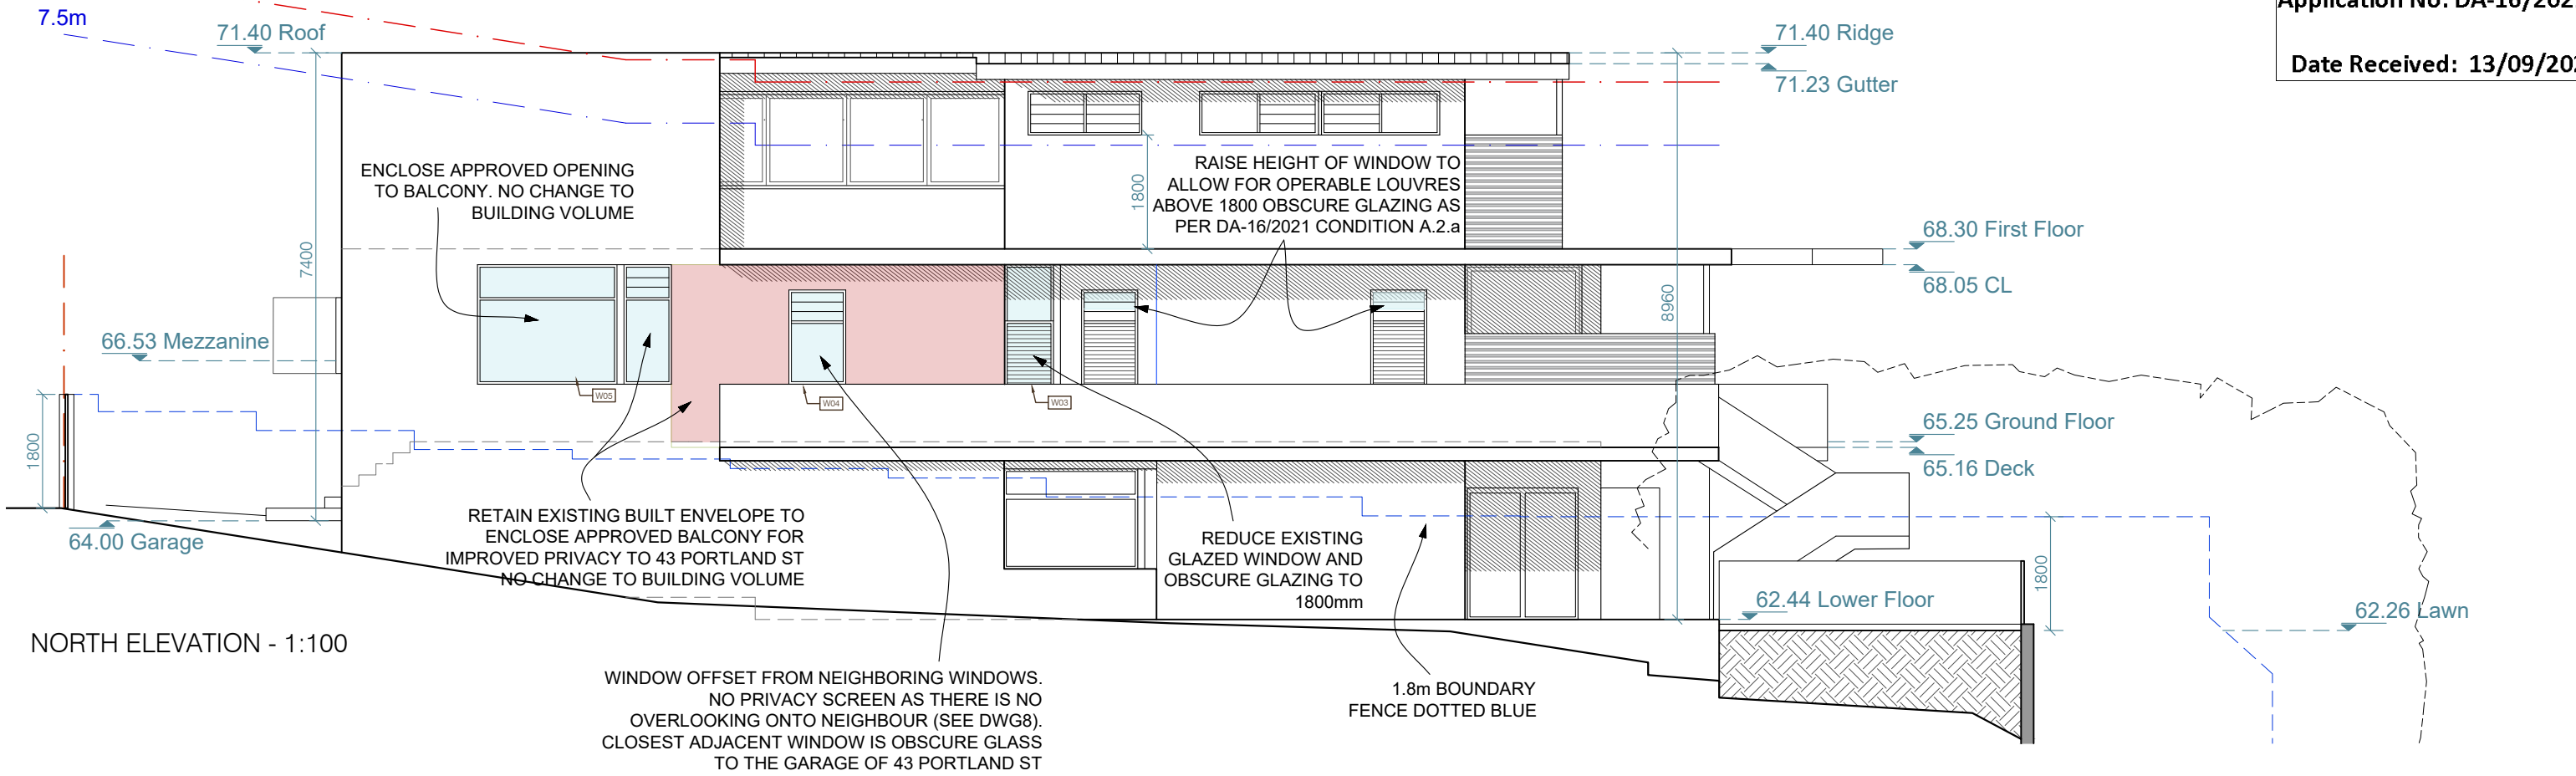 7.5m
71.40 Roof
Date Received: 13/09/20
71.40 Ridge
71.23 Gutter
ENCLOSE APPROVED OPENING
TO BALCONY. NO CHANGE TO
BUILDING VOLUME
RAISE HEIGHT OF WINDOW TO
ALLOW FOR OPERABLE LOUVRES
ABOVE 1800 OBSCURE GLAZING AS
PER DA-16/2021 CONDITION A.2.a
1800
7400
8960
68.30 First Floor
68.05 CL
66.53 Mezzanine
W05
W04
W03
1800
65.25 Ground Floor
65.16 Deck
64.00 Garage
RETAIN EXISTING BUILT ENVELOPE TO
ENCLOSE APPROVED BALCONY FOR
IMPROVED PRIVACY TO 43 PORTLAND ST
NO CHANGE TO BUILDING VOLUME
REDUCE EXISTING
GLAZED WINDOW AND
OBSCURE GLAZING TO
1800mm
1800
62.44 Lower Floor
62.26 Lawn
NORTH ELEVATION - 1:100
WINDOW OFFSET FROM NEIGHBORING WINDOWS.
NO PRIVACY SCREEN AS THERE IS NO
OVERLOOKING ONTO NEIGHBOUR (SEE DWG8).
CLOSEST ADJACENT WINDOW IS OBSCURE GLASS
TO THE GARAGE OF 43 PORTLAND ST
1.8m BOUNDARY
FENCE DOTTED BLUE